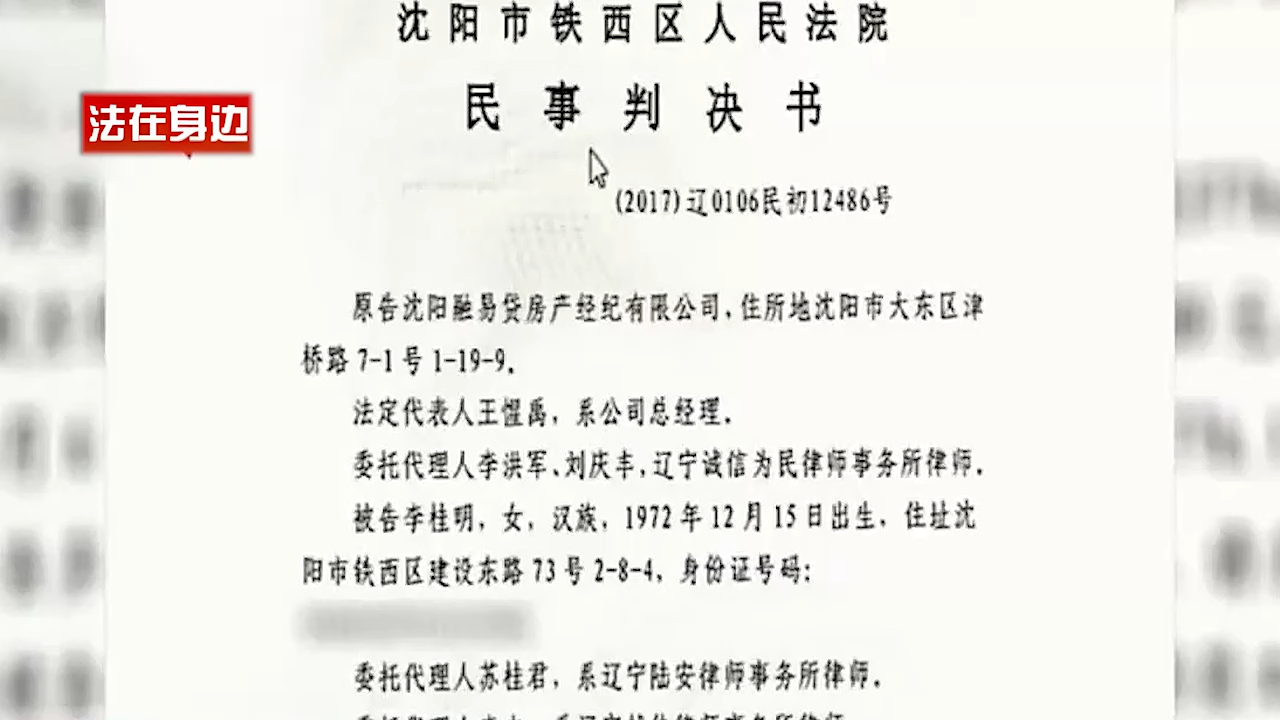 沈阳市铁西区人民法院
民事判决书
法在身边
(2017)辽0106民初12486号
原告沈阳融易贷房产经纪有限公司,住所地沈阳市大东区津
桥路7-1号1-19-9。
法定代表人王惺禹,系公司总经理。
委托代理人李洪军、刘庆丰,辽宁诚信为民律师事务所律师。
被告李桂明,女,汉族,1972年12月15日出生,住址沈
阳市铁西区建设东路73号2-8-4,身份证号码:
委托代理人苏桂君,系辽宁陆安律师事务所律师。